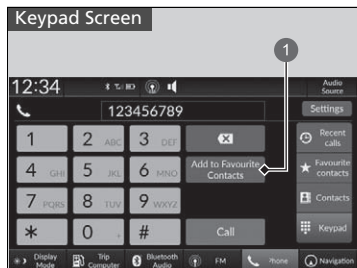 Keypad Screen
1
12:34
Audio
Source
123456789
Settings
1
2 ABC
3 DEF
Recent
calls
4 GHI
5 JKL
6 MNO
Add to Favourite
Contacts
Favourite
contacts
7 PQRS
8 TUV
9 WXYZ
Contacts
*
0 +
#
Call
Keypad
Display
Mode
Trip
Computer
Bluetooth
Audio
FM
Phone
Navigation